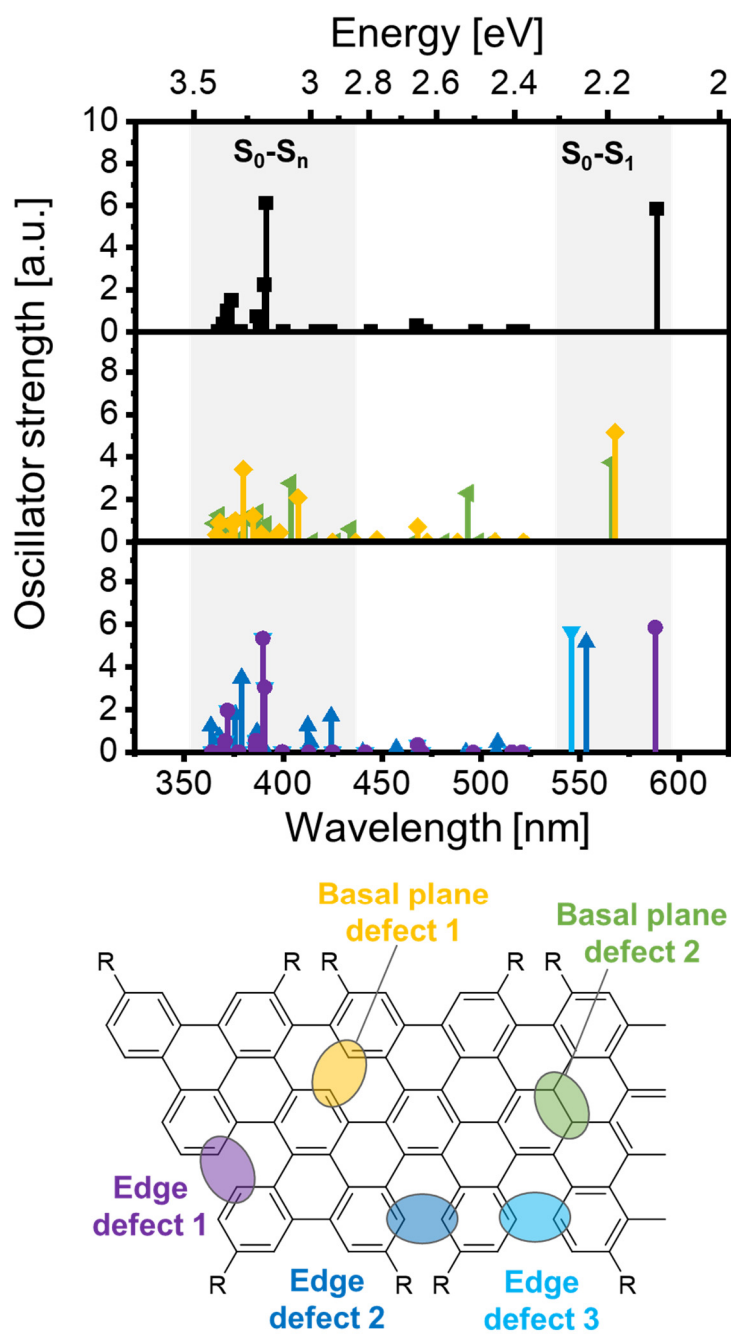 Energy [eV]
3.5 3 2.8 2.6 2.4 2.2 2
Oscillator strength [a.u.]
10
8
6
4
2
0
S₀-Sₙ
S₀-S₁
8
6
4
2
0
8
6
4
2
0
350 400 450 500 550 600
Wavelength [nm]
Basal plane
defect 1
Basal plane
defect 2
R R R R R
Edge
defect 1
R R R R
Edge
defect 2
Edge
defect 3